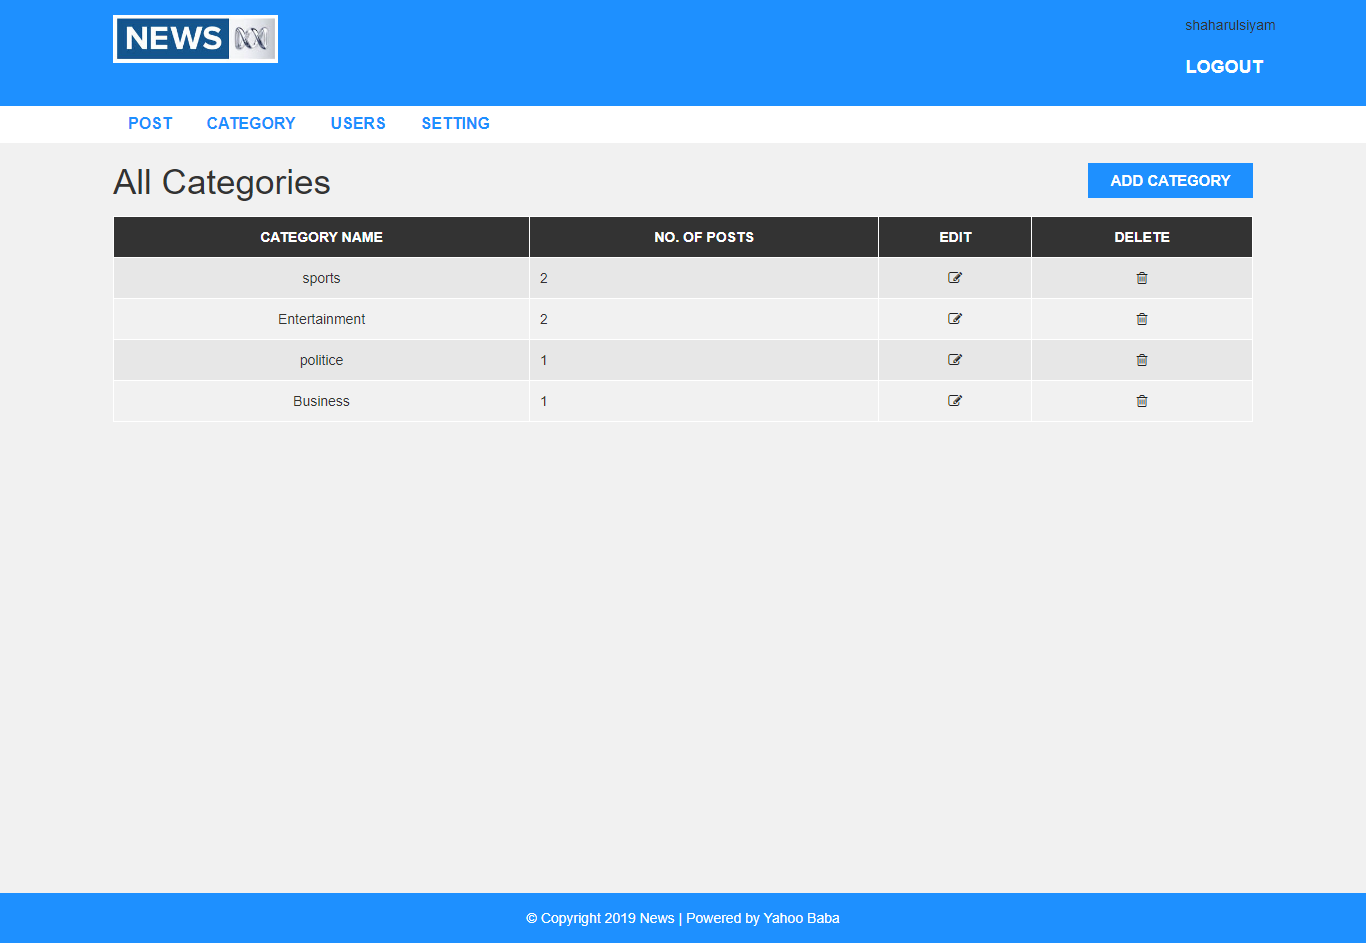 NEWS
shaharulsiyam
LOGOUT
POST CATEGORY USERS SETTING
All Categories
ADD CATEGORY
CATEGORY NAME NO. OF POSTS EDIT DELETE
sports 2
Entertainment 2
politice 1
Business 1
© Copyright 2019 News | Powered by Yahoo Baba